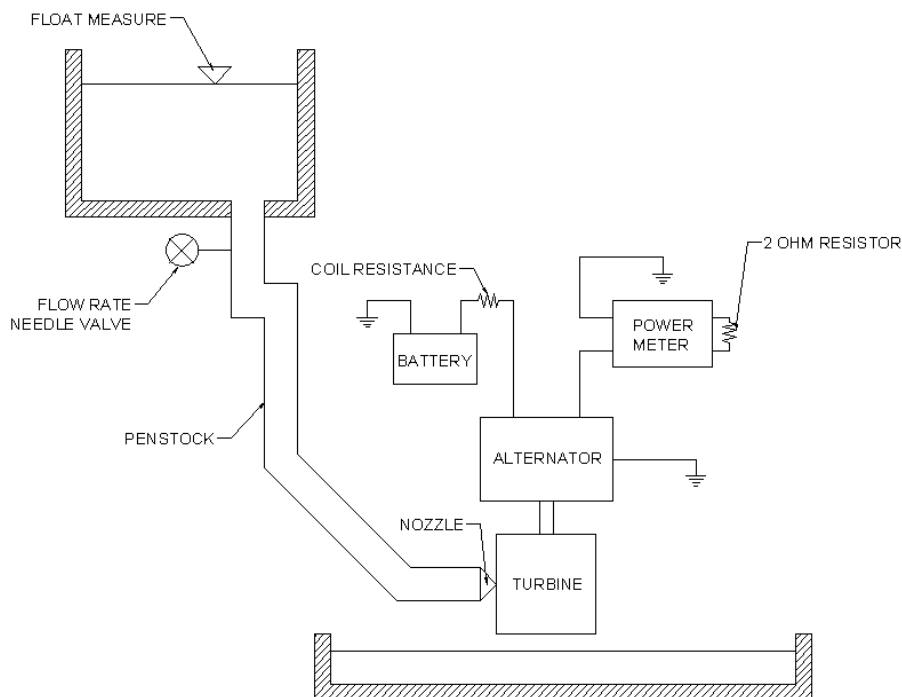 FLOAT MEASURE
2 OHM RESISTOR
COIL RESISTANCE
FLOW RATE
NEEDLE VALVE
POWER
METER
BATTERY
PENSTOCK
ALTERNATOR
NOZZLE
TURBINE